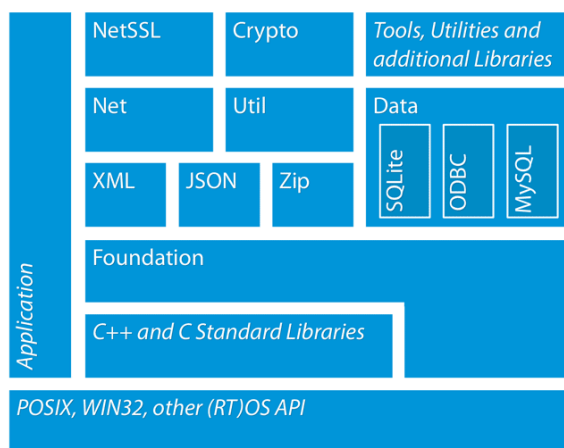 NetSSL
Crypto
Tools, Utilities and
additional Libraries
Net
Util
Data
SQLite
ODBC
MySQL
XML
JSON
Zip
Foundation
C++ and C Standard Libraries
Application
POSIX, WIN32, other (RT)OS API